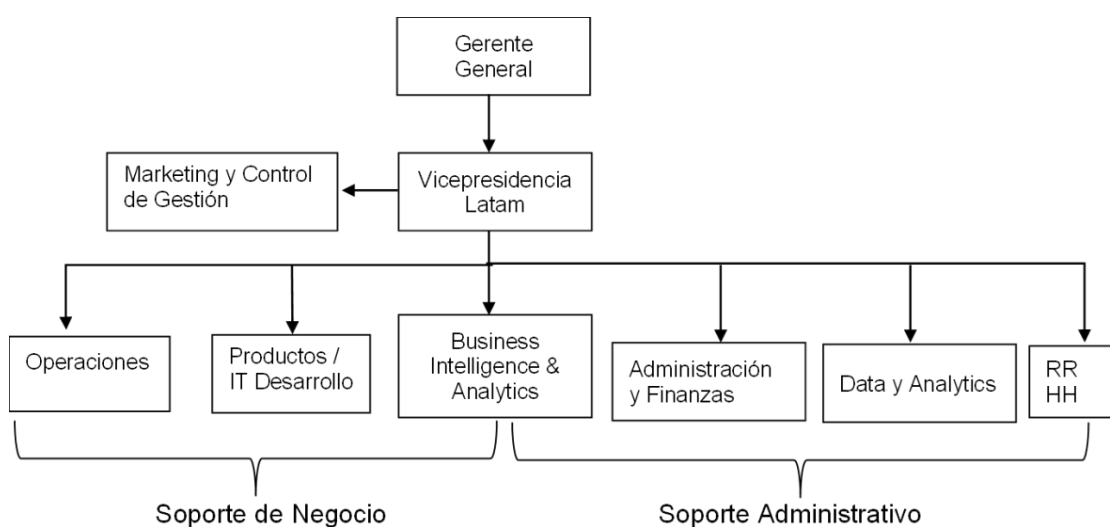 Gerente
General
Marketing y Control
de Gestión
Vicepresidencia
Latam
Operaciones
Productos /
IT Desarrollo
Business
Intelligence &
Analytics
Administración
y Finanzas
Data y Analytics
RR
HH
Soporte de Negocio
Soporte Administrativo